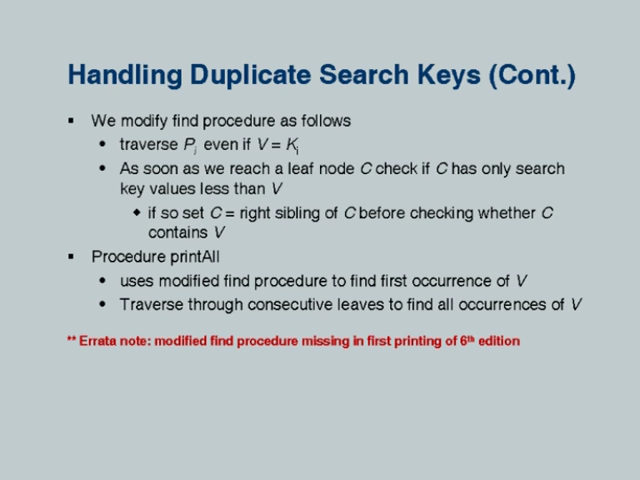 Handling Duplicate Search Keys (Cont.)
▪ We modify find procedure as follows
• traverse Pi even if V = Ki
• As soon as we reach a leaf node C check if C has only search
key values less than V
◆ if so set C = right sibling of C before checking whether C
contains V
▪ Procedure printAll
• uses modified find procedure to find first occurrence of V
• Traverse through consecutive leaves to find all occurrences of V
** Errata note: modified find procedure missing in first printing of 6th edition